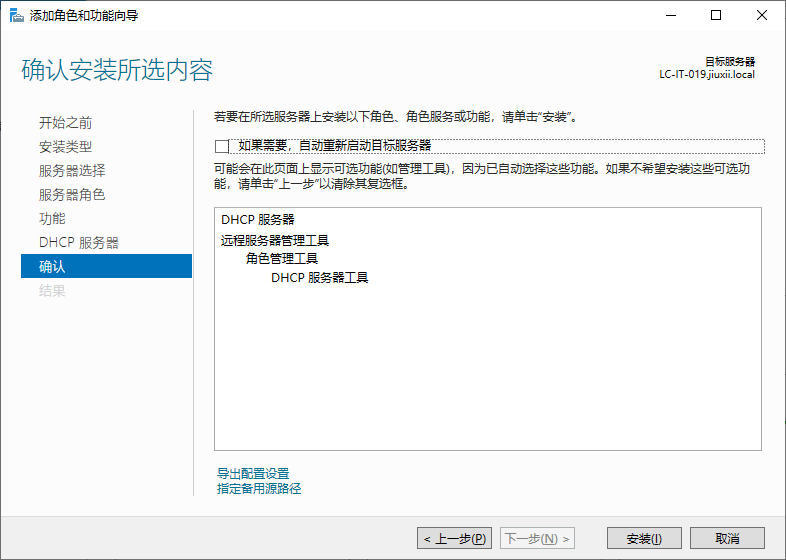 添加角色和功能向导
确认安装所选内容
目标服务器
LC-IT-019.jiuxii.local
开始之前
安装类型
服务器选择
服务器角色
功能
DHCP 服务器
确认
结果
若要在所选服务器上安装以下角色、角色服务或功能，请单击"安装"。
如果需要，自动重新启动目标服务器
可能会在此页面上显示可选功能(如管理工具)，因为已自动选择这些功能。如果不希望安装这些可选功
能，请单击"上一步"以清除其复选框。
DHCP 服务器
远程服务器管理工具
角色管理工具
DHCP 服务器工具
导出配置设置
指定备用源路径
< 上一步(P)
下一步(N) >
安装(I)
取消